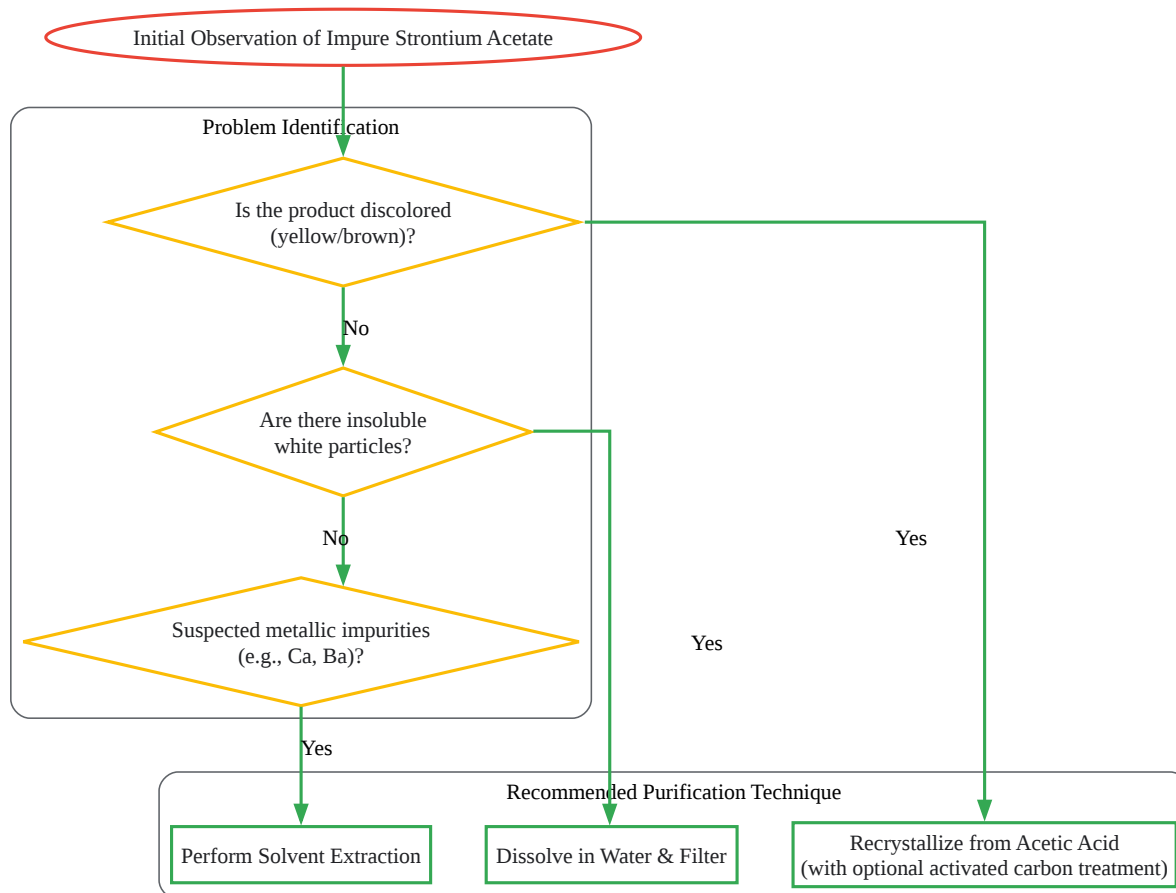 Initial Observation of Impure Strontium Acetate
Problem Identification
Is the product discolored
(yellow/brown)?
No
Are there insoluble
white particles?
No
Yes
Suspected metallic impurities
(e.g., Ca, Ba)?
Yes
Yes
Recommended Purification Technique
Perform Solvent Extraction
Dissolve in Water & Filter
Recrystallize from Acetic Acid
(with optional activated carbon treatment)